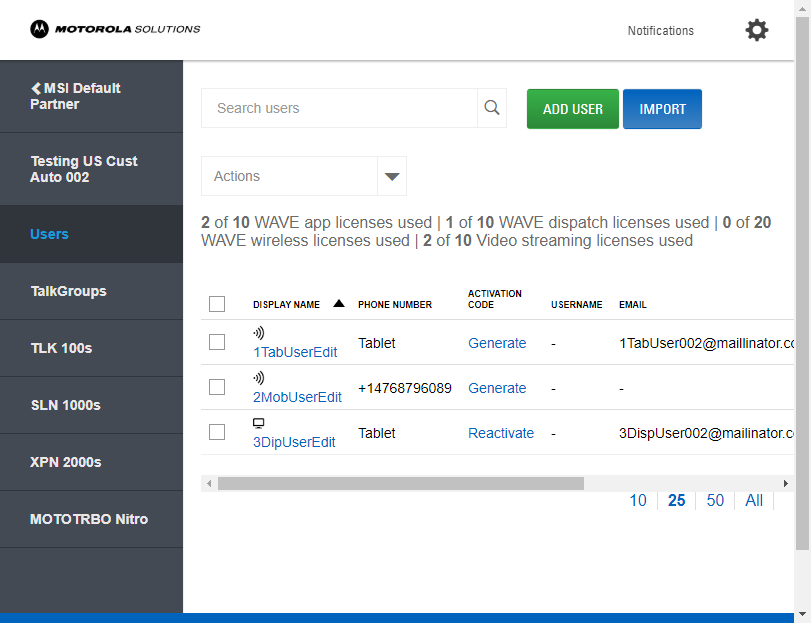 MOTOROLA SOLUTIONS
Notifications
MSI Default
Partner
Testing US Cust
Auto 002
Users
TalkGroups
TLK 100s
SLN 1000s
XPN 2000s
MOTOTRBO Nitro
Search users
ADD USER
IMPORT
Actions
2 of 10 WAVE app licenses used | 1 of 10 WAVE dispatch licenses used | 0 of 20
WAVE wireless licenses used | 2 of 10 Video streaming licenses used
DISPLAY NAME PHONE NUMBER ACTIVATION CODE USERNAME EMAIL
1TabUserEdit Tablet Generate - 1TabUser002@maillinator.co
2MobUserEdit +14768796089 Generate - -
3DipUserEdit Tablet Reactivate - 3DispUser002@mailinator.c
10 25 50 All